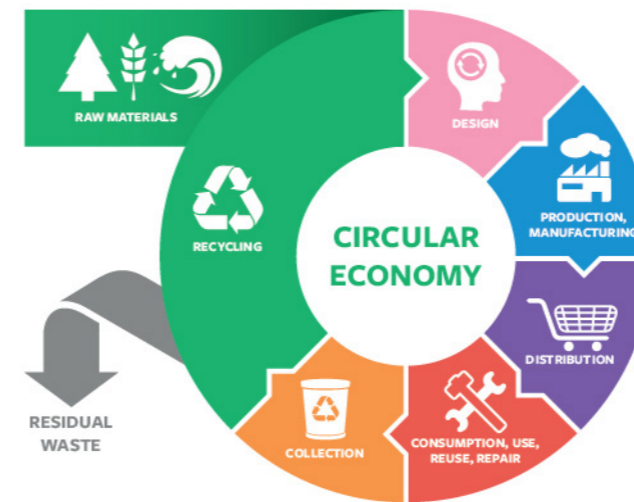 RAW MATERIALS
DESIGN
PRODUCTION,
MANUFACTURING
DISTRIBUTION
CONSUMPTION, USE,
REUSE, REPAIR
COLLECTION
RECYCLING
RESIDUAL
WASTE
CIRCULAR
ECONOMY